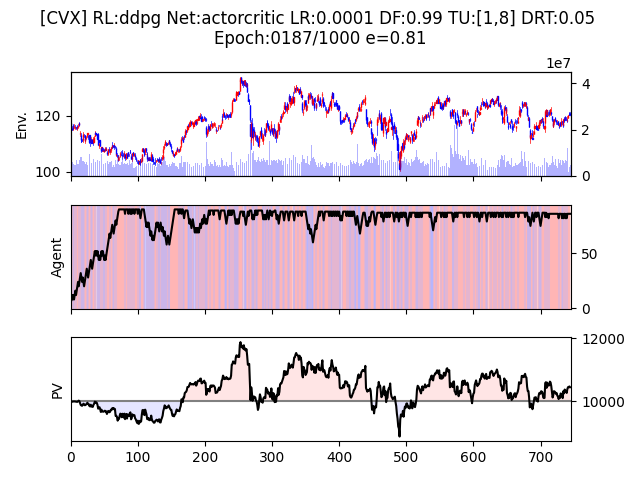 [CVX] RL:ddpg Net:actorcritic LR:0.0001 DF:0.99 TU:[1,8] DRT:0.05
Epoch:0187/1000 e=0.81
1e7
Env.
120
100
4
2
0
Agent
50
0
PV
12000
10000
0 100 200 300 400 500 600 700